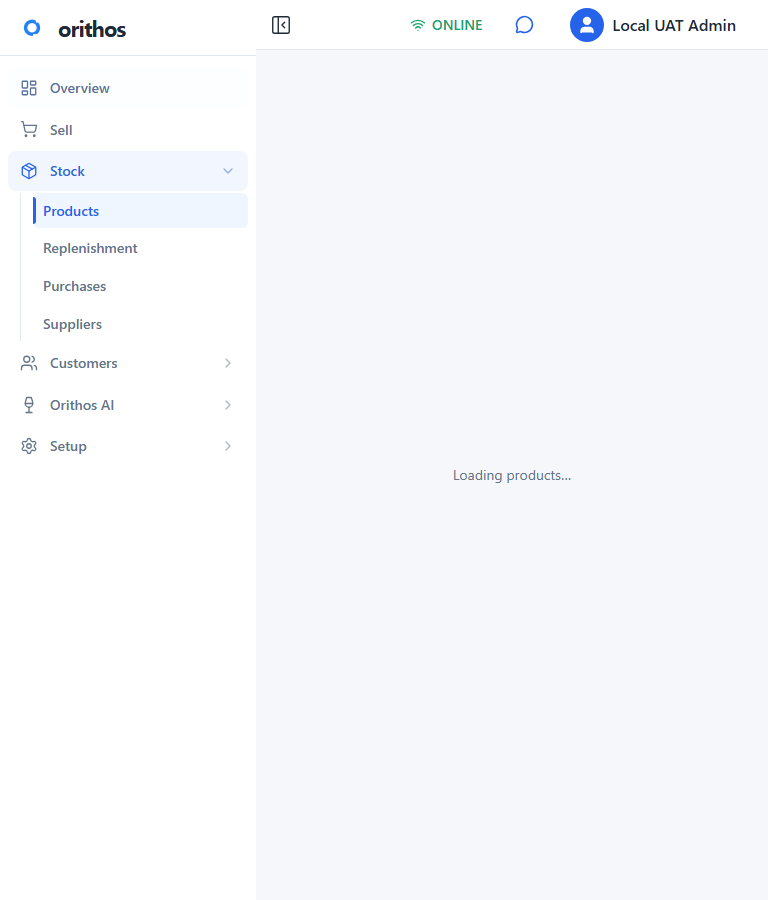 orithos
ONLINE
Local UAT Admin
Overview
Sell
Stock
Products
Replenishment
Purchases
Suppliers
Customers
Orithos AI
Setup
Loading products...